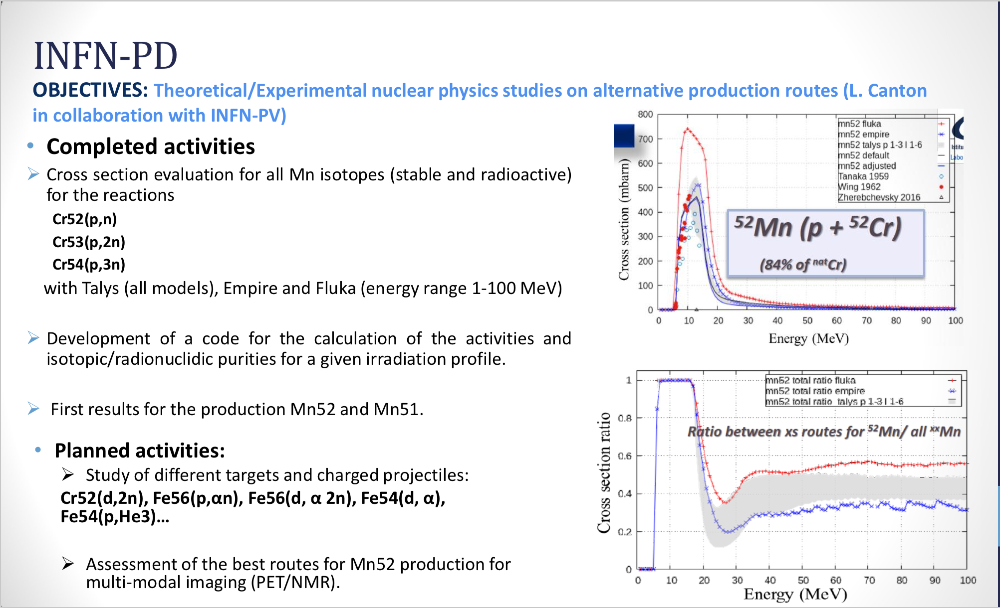 INFN-PD
OBJECTIVES: Theoretical/Experimental nuclear physics studies on alternative production routes (L. Canton
in collaboration with INFN-PV)
• Completed activities
➢ Cross section evaluation for all Mn isotopes (stable and radioactive)
for the reactions
Cr52(p,n)
Cr53(p,2n)
Cr54(p,3n)
with Talys (all models), Empire and Fluka (energy range 1-100 MeV)
➢ Development of a code for the calculation of the activities and
isotopic/radionuclidic purities for a given irradiation profile.
➢ First results for the production Mn52 and Mn51.
• Planned activities:
➢ Study of different targets and charged projectiles:
Cr52(d,2n), Fe56(p,αn), Fe56(d, α 2n), Fe54(d, α),
Fe54(p,He3)...
➢ Assessment of the best routes for Mn52 production for
multi-modal imaging (PET/NMR).
800
700
600
500
400
300
200
100
0
Cross section (mbarn)
mn52 fluka
mn52 empire
mn52 talys p 1-3 l 1-6
mn52 default
mn52 adjusted
Tanaka 1959
Wing 1962
Zherebchevsky 2016
Istitu
Labo
⁵²Mn (p + ⁵²Cr)
(84% of ⁿᵃᵗCr)
0 10 20 30 40 50 60 70 80 90 100
Energy (MeV)
1
0.8
0.6
0.4
0.2
0
Cross section ratio
mn52 total ratio fluka
mn52 total ratio empire
mn52 total ratio talys p 1-3 l 1-6
Ratio between xs routes for ⁵²Mn/ all ˣˣMn
0 10 20 30 40 50 60 70 80 90 100
Energy (MeV)